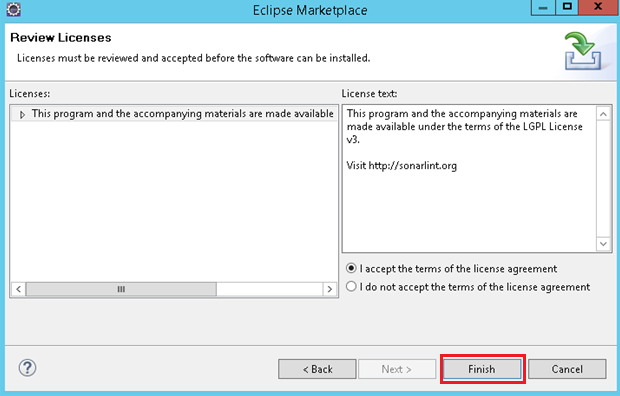 Eclipse Marketplace
Review Licenses
Licenses must be reviewed and accepted before the software can be installed.
Licenses:
This program and the accompanying materials are made available
License text:
This program and the accompanying materials are
made available under the terms of the LGPL License
v3.
Visit http://sonarlint.org
I accept the terms of the license agreement
I do not accept the terms of the license agreement
?
< Back
Next >
Finish
Cancel